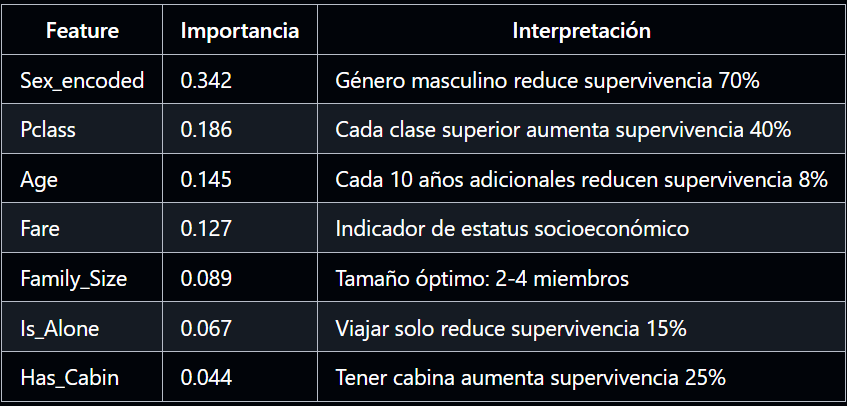 Feature Importancia Interpretación
Sex_encoded 0.342 Género masculino reduce supervivencia 70%
Pclass 0.186 Cada clase superior aumenta supervivencia 40%
Age 0.145 Cada 10 años adicionales reducen supervivencia 8%
Fare 0.127 Indicador de estatus socioeconómico
Family_Size 0.089 Tamaño óptimo: 2-4 miembros
Is_Alone 0.067 Viajar solo reduce supervivencia 15%
Has_Cabin 0.044 Tener cabina aumenta supervivencia 25%